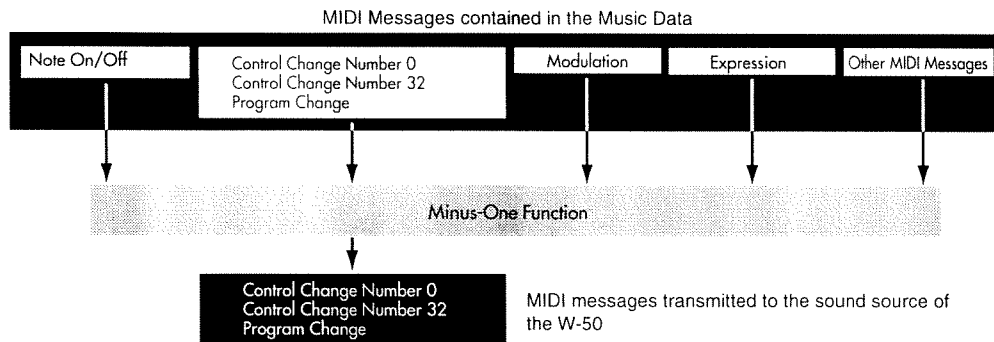 MIDI Messages contained in the Music Data
Note On/Off
Control Change Number 0
Control Change Number 32
Program Change
Modulation
Expression
Other MIDI Messages
Minus-One Function
Control Change Number 0
Control Change Number 32
Program Change
MIDI messages transmitted to the sound source of
the W-50